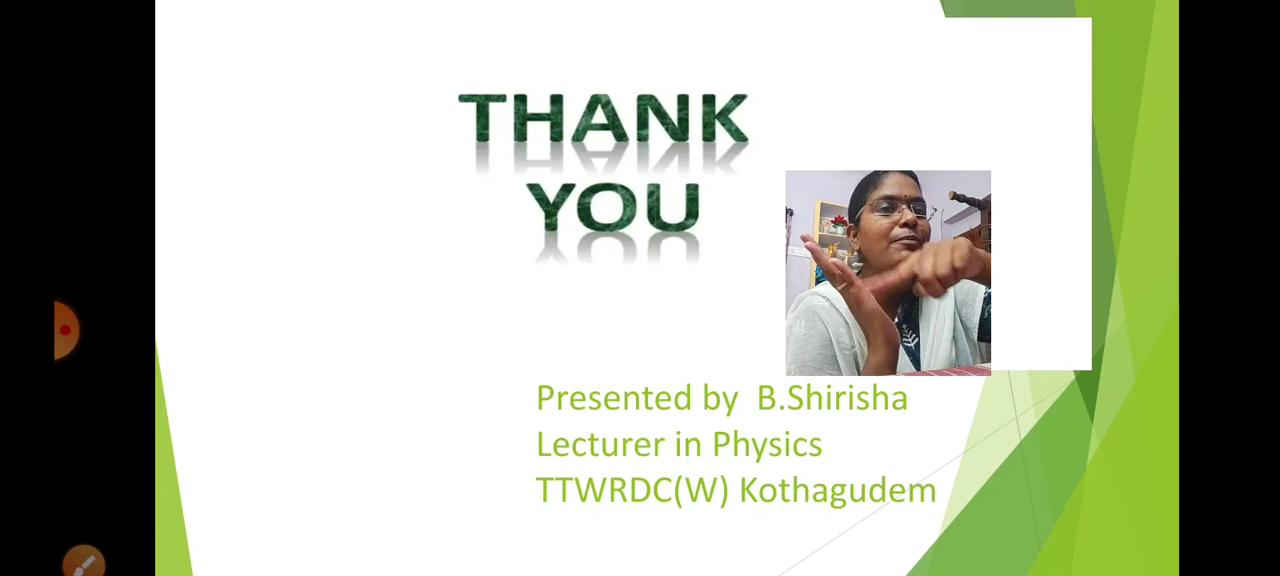 THANK
YOU
Presented by B.Shirisha
Lecturer in Physics
TTWRDC(W) Kothagudem